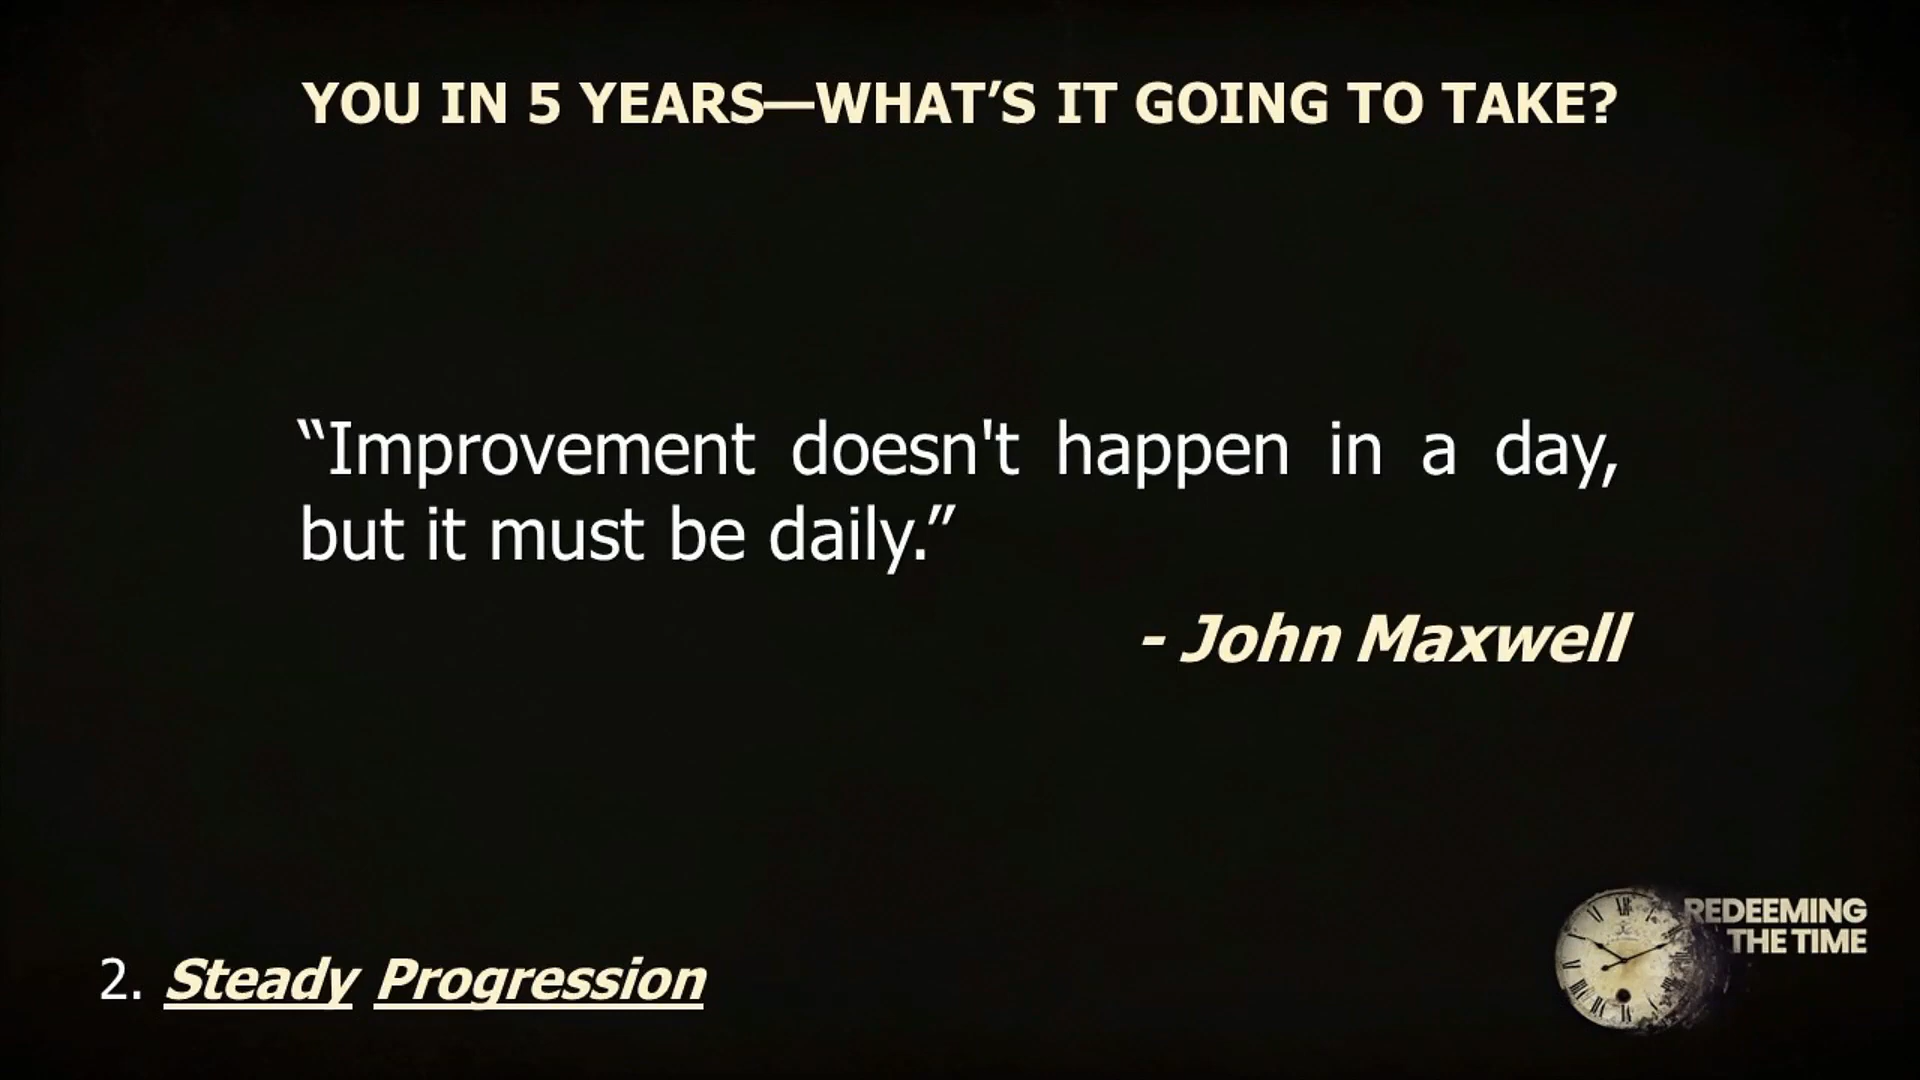 YOU IN 5 YEARS—WHAT’S IT GOING TO TAKE?
“Improvement doesn't happen in a day,
but it must be daily.”
- John Maxwell
2. Steady Progression
REDEEMING
THE TIME